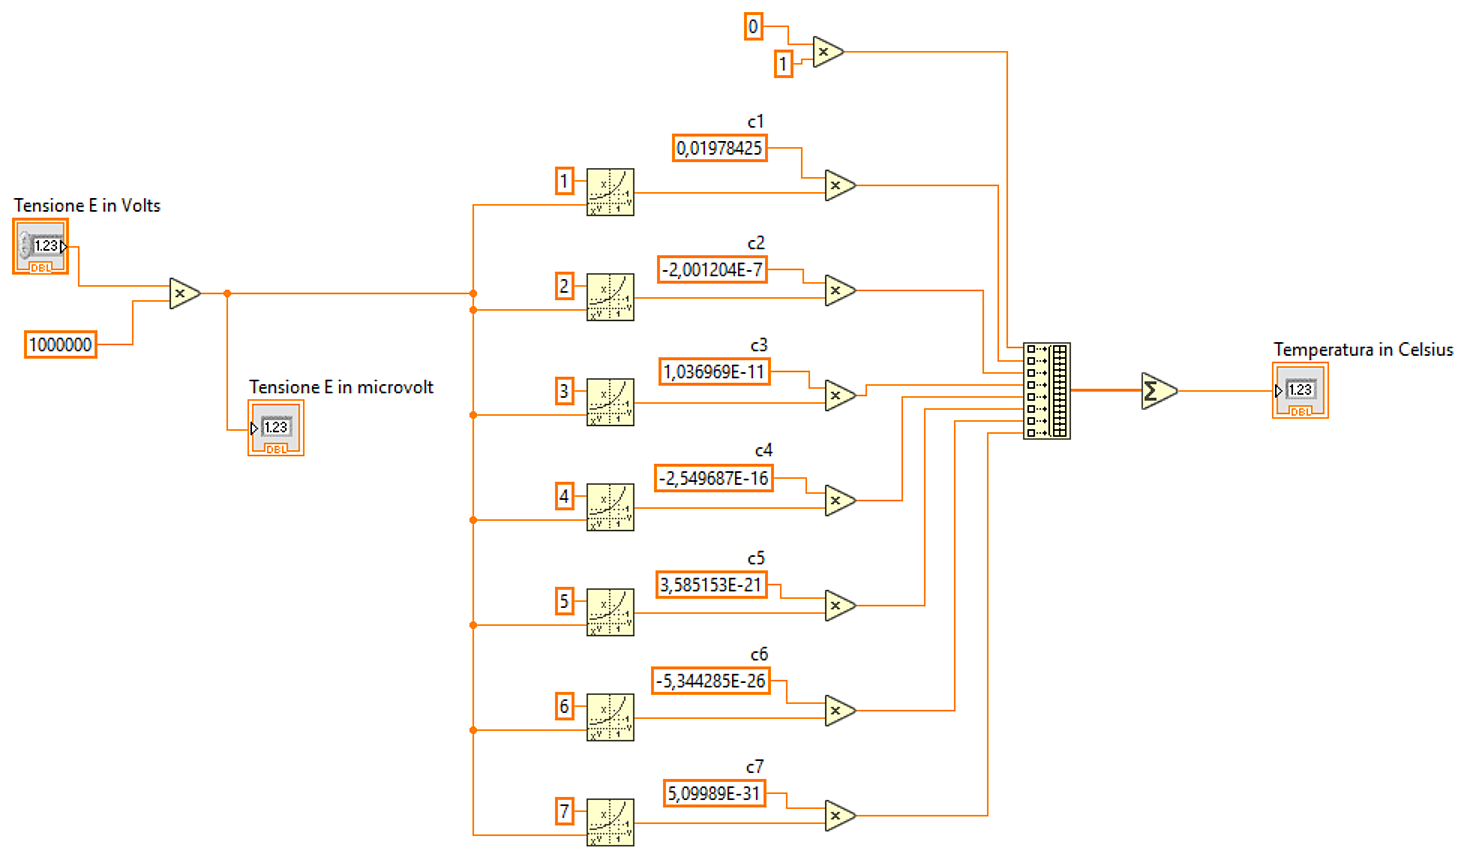 0
1
c1
0,01978425
1
Tensione E in Volts
1.23
DBL
c2
-2,001204E-7
2
1000000
c3
1,036969E-11
3
Temperatura in Celsius
1.23
DBL
Tensione E in microvolt
1.23
DBL
c4
-2,549687E-16
4
c5
3,585153E-21
5
c6
-5,344285E-26
6
c7
5,09989E-31
7